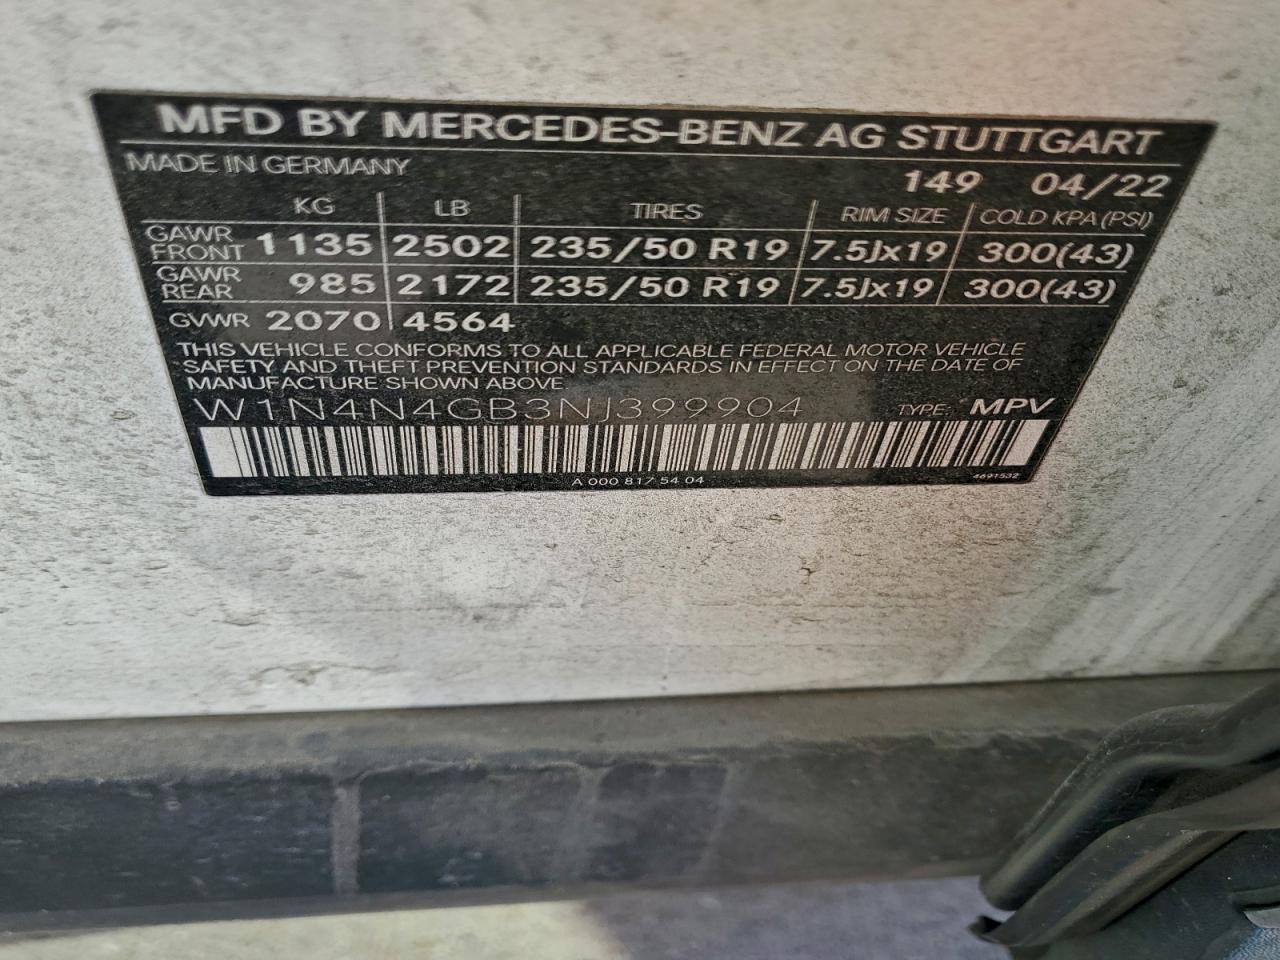 MFD BY MERCEDES-BENZ AG STUTTGART
MADE IN GERMANY
149 04/22
KG LB TIRES RIM SIZE COLD KPA (PSI)
GAWR FRONT 1135 2502 235/50 R19 7.5Jx19 300(43)
GAWR REAR 985 2172 235/50 R19 7.5Jx19 300(43)
GVWR 2070 4564
THIS VEHICLE CONFORMS TO ALL APPLICABLE FEDERAL MOTOR VEHICLE
SAFETY AND THEFT PREVENTION STANDARDS IN EFFECT ON THE DATE OF
MANUFACTURE SHOWN ABOVE
W1N4N4GB3NJ399904 TYPE: MPV
A 000 817 54 04
4691532